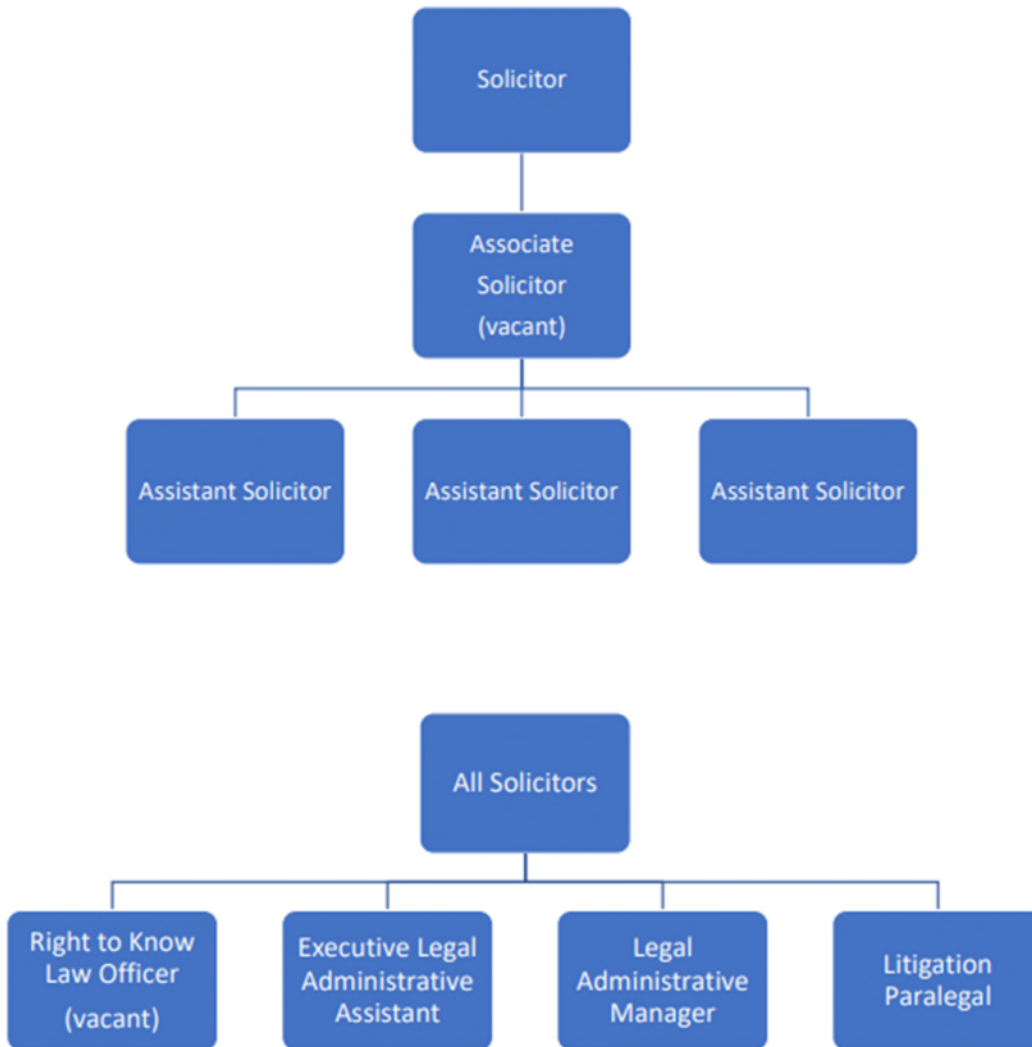 Solicitor
Associate
Solicitor
(vacant)
Assistant Solicitor
Assistant Solicitor
Assistant Solicitor
All Solicitors
Right to Know
Law Officer
(vacant)
Executive Legal
Administrative
Assistant
Legal
Administrative
Manager
Litigation
Paralegal